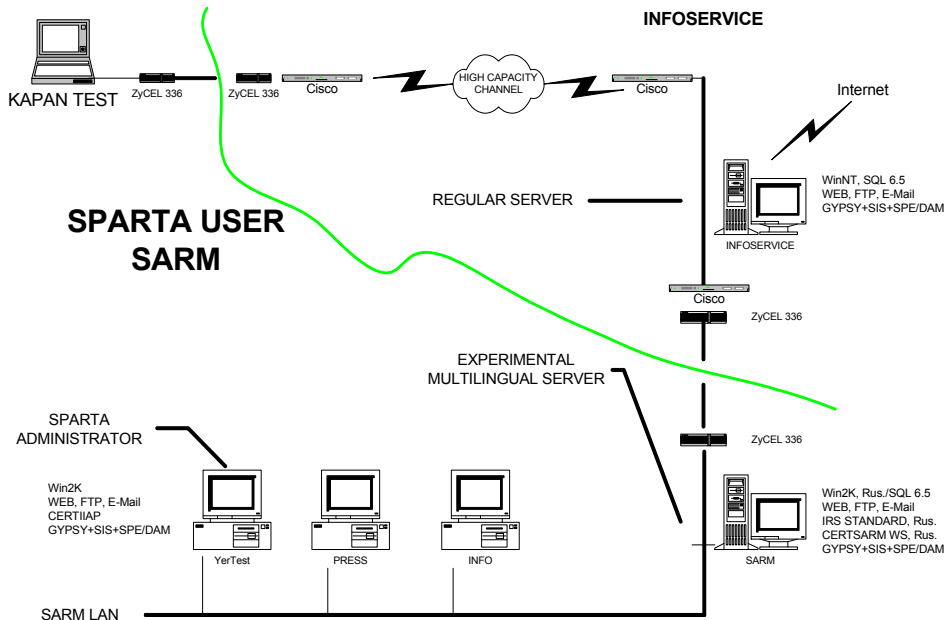 INFOSERVICE
KAPAN TEST
ZyCEL 336
ZyCEL 336
Cisco
HIGH CAPACITY
CHANNEL
Cisco
Internet
WinNT, SQL 6.5
WEB, FTP, E-Mail
GYPSY+SIS+SPE/DAM
INFOSERVICE
REGULAR SERVER
SPARTA USER
SARM
Cisco
ZyCEL 336
EXPERIMENTAL
MULTILINGUAL SERVER
SPARTA
ADMINISTRATOR
ZyCEL 336
Win2K
WEB, FTP, E-Mail
CERTIIAP
GYPSY+SIS+SPE/DAM
YerTest
PRESS
INFO
Win2K, Rus./SQL 6.5
WEB, FTP, E-Mail
IRS STANDARD, Rus.
CERTSARM WS, Rus.
GYPSY+SIS+SPE/DAM
SARM
SARM LAN